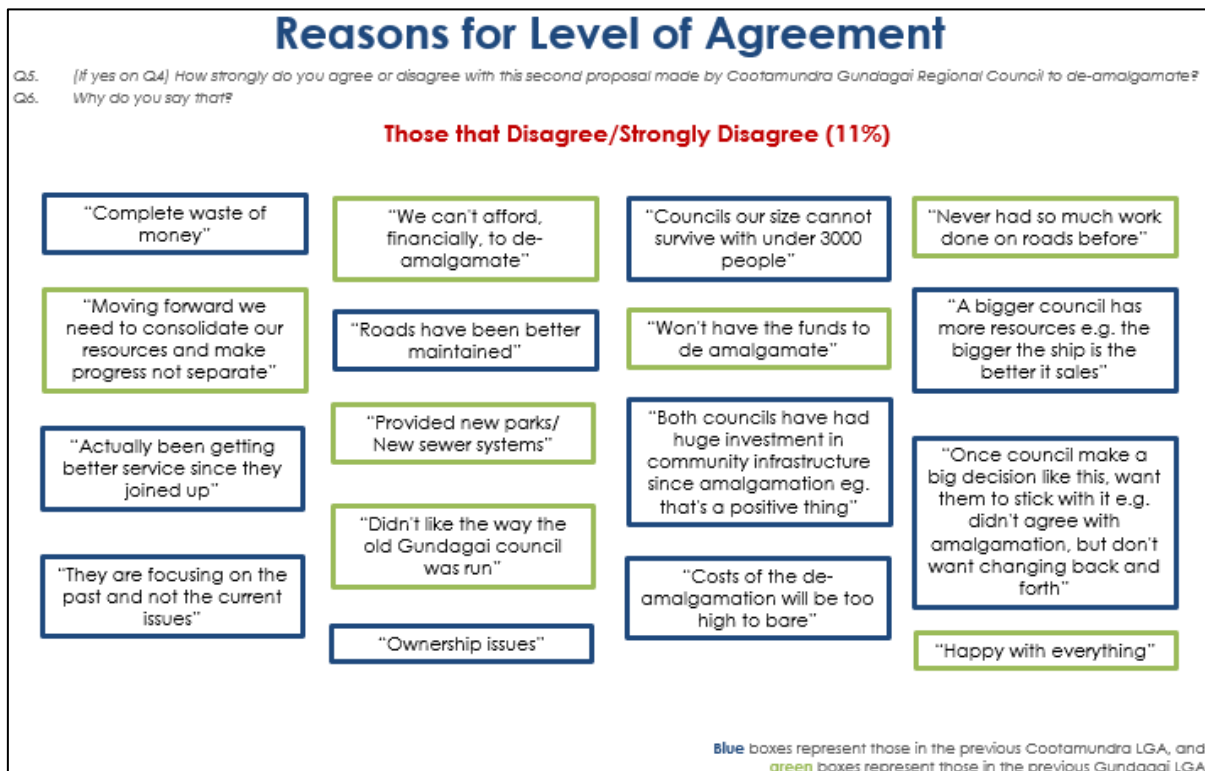 Reasons for Level of Agreement
Q5. (If yes on Q4) How strongly do you agree or disagree with this second proposal made by Cootamundra Gundagai Regional Council to de-amalgamate?
Q6. Why do you say that?
Those that Disagree/Strongly Disagree (11%)
“Complete waste of
money”
“Moving forward we
need to consolidate our
resources and make
progress not separate”
“Actually been getting
better service since they
joined up”
“They are focusing on the
past and not the current
issues”
“We can't afford,
financially, to de-
amalgamate”
“Roads have been better
maintained”
“Provided new parks/
New sewer systems”
“Didn't like the way the
old Gundagai council
was run”
“Ownership issues”
“Councils our size cannot
survive with under 3000
people”
“Won't have the funds to
de amalgamate”
“Both councils have had
huge investment in
community infrastructure
since amalgamation eg.
that's a positive thing”
“Costs of the de-
amalgamation will be too
high to bare”
“Never had so much work
done on roads before”
“A bigger council has
more resources e.g. the
bigger the ship is the
better it sales”
“Once council make a
big decision like this, want
them to stick with it e.g.
didn't agree with
amalgamation, but don't
want changing back and
forth”
“Happy with everything”
Blue boxes represent those in the previous Cootamundra LGA, and
green boxes represent those in the previous Gundagai LGA